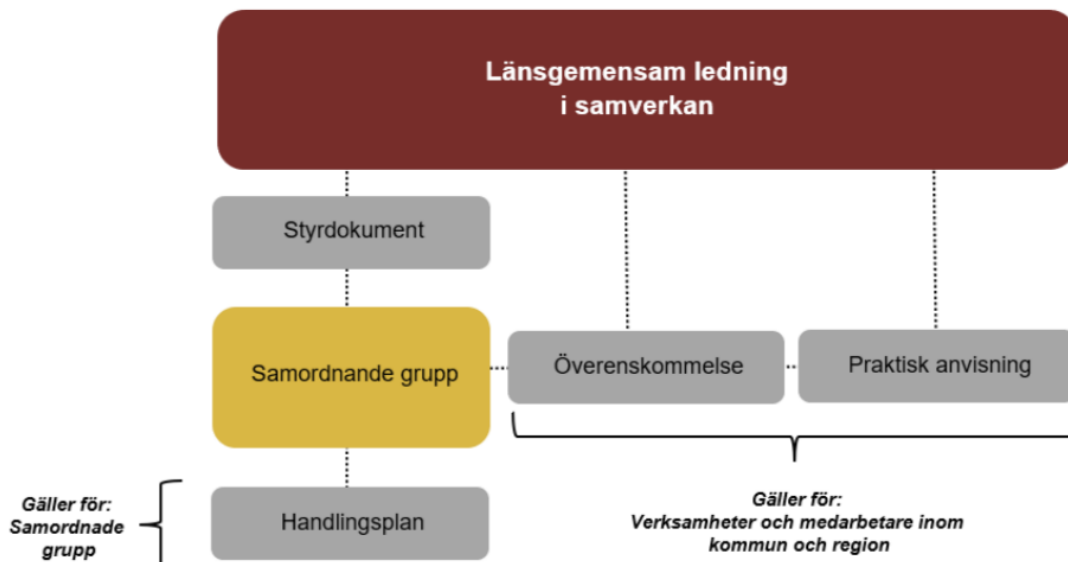 Länsgemensam ledning
i samverkan
Styrdokument
Samordnande grupp
Överenskommelse
Praktisk anvisning
Gäller för:
Samordnade
grupp
Handlingsplan
Gäller för:
Verksamheter och medarbetare inom
kommun och region